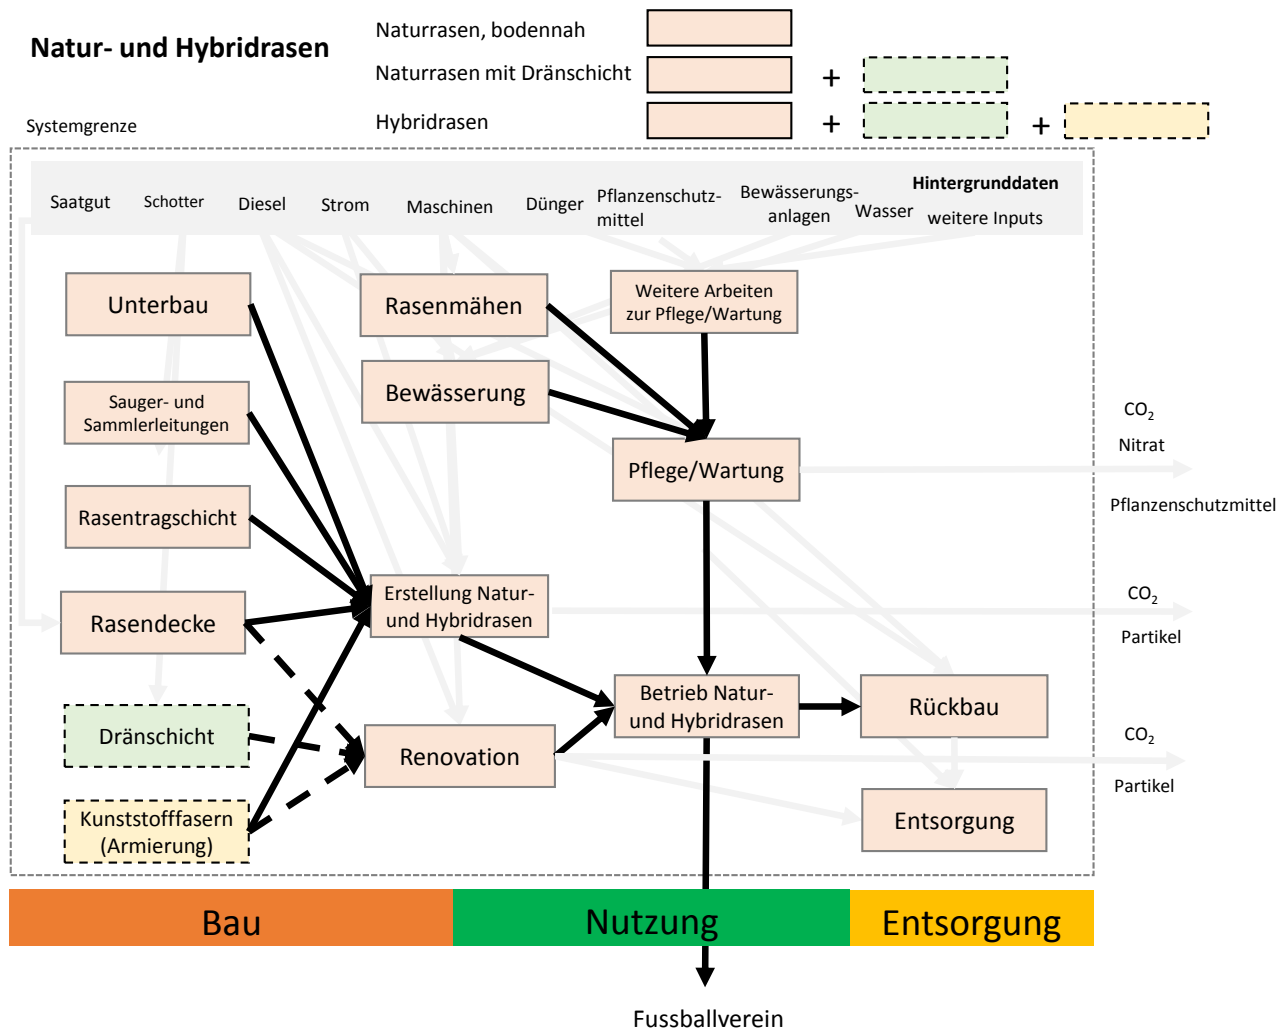 Natur- und Hybridrasen
Naturrasen, bodennah
Naturrasen mit Dränschicht
+
Hybridrasen
+
+
Systemgrenze
Saatgut
Schotter
Diesel
Strom
Maschinen
Dünger
Pflanzenschutz-
mittel
Bewässerungs-
anlagen
Wasser
Hintergrunddaten
weitere Inputs
Unterbau
Rasenmähen
Weitere Arbeiten
zur Pflege/Wartung
Sauger- und
Sammlerleitungen
Bewässerung
CO2
Nitrat
Pflege/Wartung
Pflanzenschutzmittel
Rasentragschicht
Rasendecke
Erstellung Natur-
und Hybridrasen
CO2
Partikel
Dränschicht
Betrieb Natur-
und Hybridrasen
Rückbau
Renovation
CO2
Partikel
Kunststofffasern
(Armierung)
Entsorgung
Bau
Nutzung
Entsorgung
Fussballverein